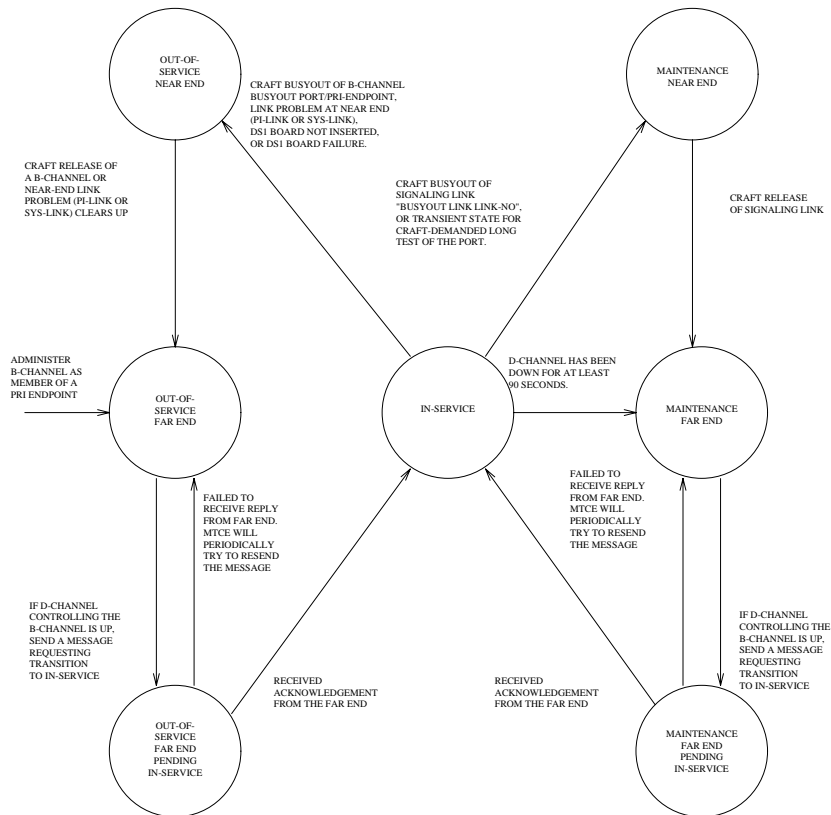 OUT-OF-
SERVICE
NEAR END
CRAFT BUSYOUT OF B-CHANNEL
BUSYOUT PORT/PRI-ENDPOINT,
LINK PROBLEM AT NEAR END
(PI-LINK OR SYS-LINK),
DS1 BOARD NOT INSERTED,
OR DS1 BOARD FAILURE.
MAINTENANCE
NEAR END
CRAFT RELEASE OF
A B-CHANNEL OR
NEAR-END LINK
PROBLEM (PI-LINK OR
SYS-LINK) CLEARS UP
CRAFT BUSYOUT OF
SIGNALING LINK
"BUSYOUT LINK LINK-NO",
OR TRANSIENT STATE FOR
CRAFT-DEMANDED LONG
TEST OF THE PORT.
CRAFT RELEASE
OF SIGNALING LINK
ADMINISTER
B-CHANNEL AS
MEMBER OF A
PRI ENDPOINT
OUT-OF-
SERVICE
FAR END
IN-SERVICE
D-CHANNEL HAS BEEN
DOWN FOR AT LEAST
90 SECONDS.
MAINTENANCE
FAR END
FAILED TO
RECEIVE REPLY
FROM FAR END.
MTCE WILL
PERIODICALLY
TRY TO RESEND
THE MESSAGE
FAILED TO
RECEIVE REPLY
FROM FAR END.
MTCE WILL
PERIODICALLY
TRY TO RESEND
THE MESSAGE
IF D-CHANNEL
CONTROLLING THE
B-CHANNEL IS UP,
SEND A MESSAGE
REQUESTING
TRANSITION
TO IN-SERVICE
RECEIVED
ACKNOWLEDGEMENT
FROM THE FAR END
RECEIVED
ACKNOWLEDGEMENT
FROM THE FAR END
IF D-CHANNEL
CONTROLLING THE
B-CHANNEL IS UP,
SEND A MESSAGE
REQUESTING
TRANSITION
TO IN-SERVICE
OUT-OF-
SERVICE
FAR END
PENDING
IN-SERVICE
MAINTENANCE
FAR END
PENDING
IN-SERVICE